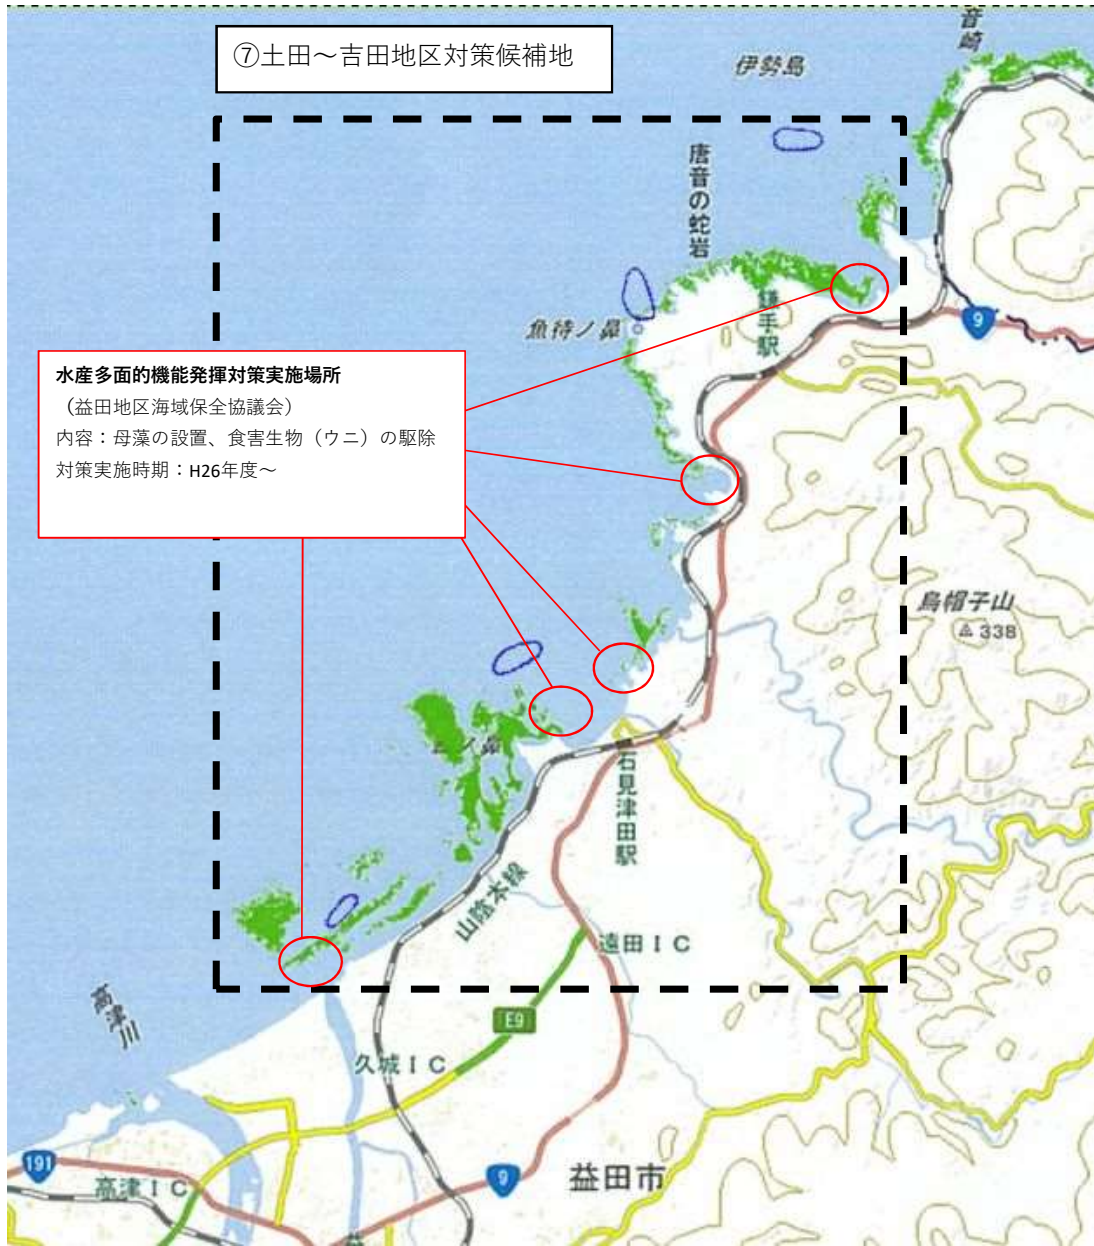 ⑦土田～吉田地区対策候補地
音崎
伊勢島
唐音の蛇岩
鎌手駅
魚待ノ鼻
9
水産多面的機能発揮対策実施場所
（益田地区海域保全協議会）
内容：母藻の設置、食害生物（ウニ）の駆除
対策実施時期：H26年度～
烏帽子山
338
ノ鼻
石見津田駅
山陰本線
遠田ＩＣ
高津川
E9
久城ＩＣ
191
高津ＩＣ
9
益田市
益